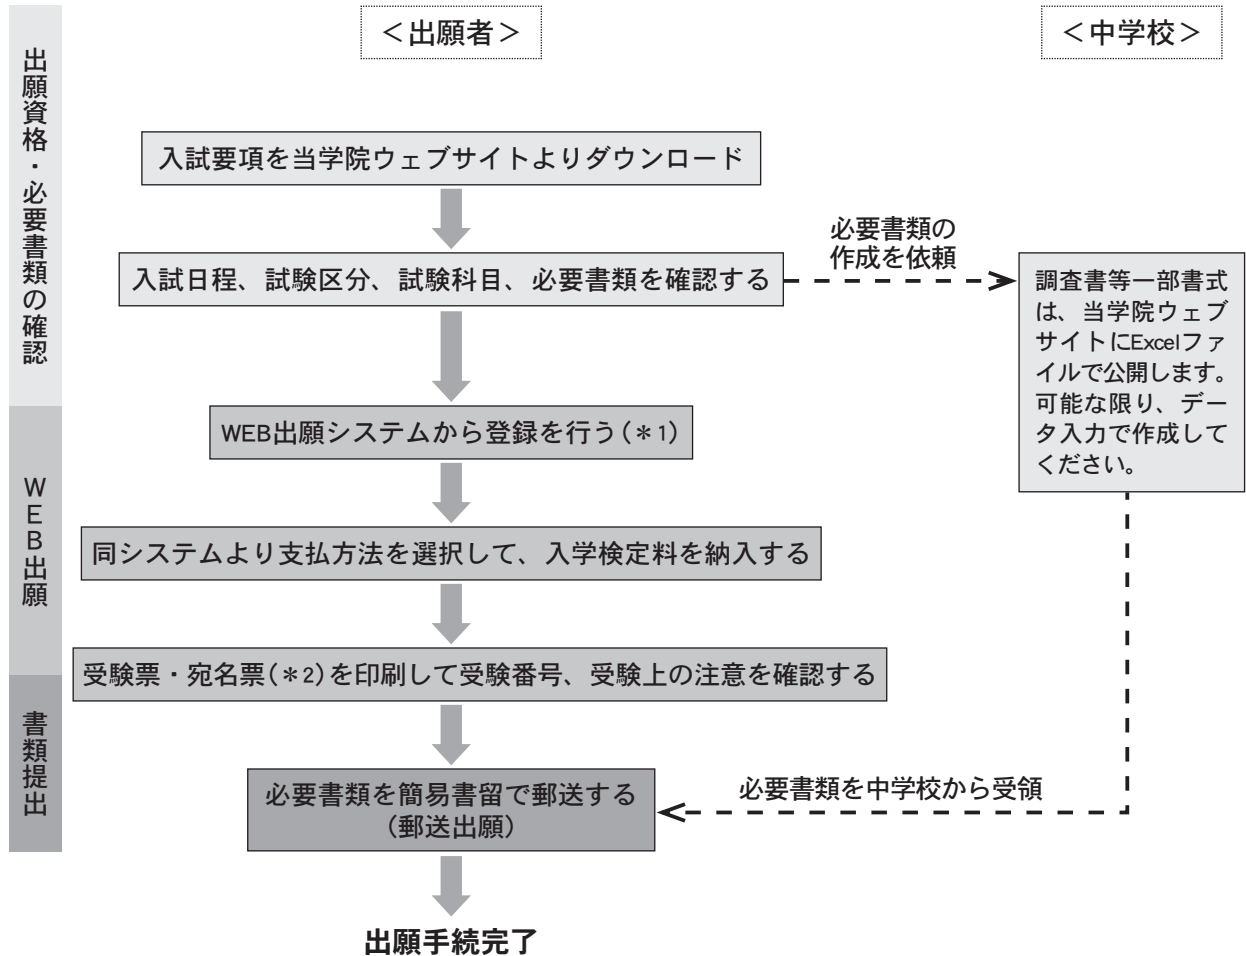 ＜出願者＞
＜中学校＞
出願資格・必要書類の確認
入試要項を当学院ウェブサイトよりダウンロード
入試日程、試験区分、試験科目、必要書類を確認する
必要書類の
作成を依頼
調査書等一部書式
は、当学院ウェブ
サイトにExcelファ
イルで公開します。
可能な限り、デー
タ入力で作成して
ください。
WEB出願
WEB出願システムから登録を行う(＊1)
同システムより支払方法を選択して、入学検定料を納入する
受験票・宛名票(＊2)を印刷して受験番号、受験上の注意を確認する
書類提出
必要書類を簡易書留で郵送する
(郵送出願)
必要書類を中学校から受領
出願手続完了